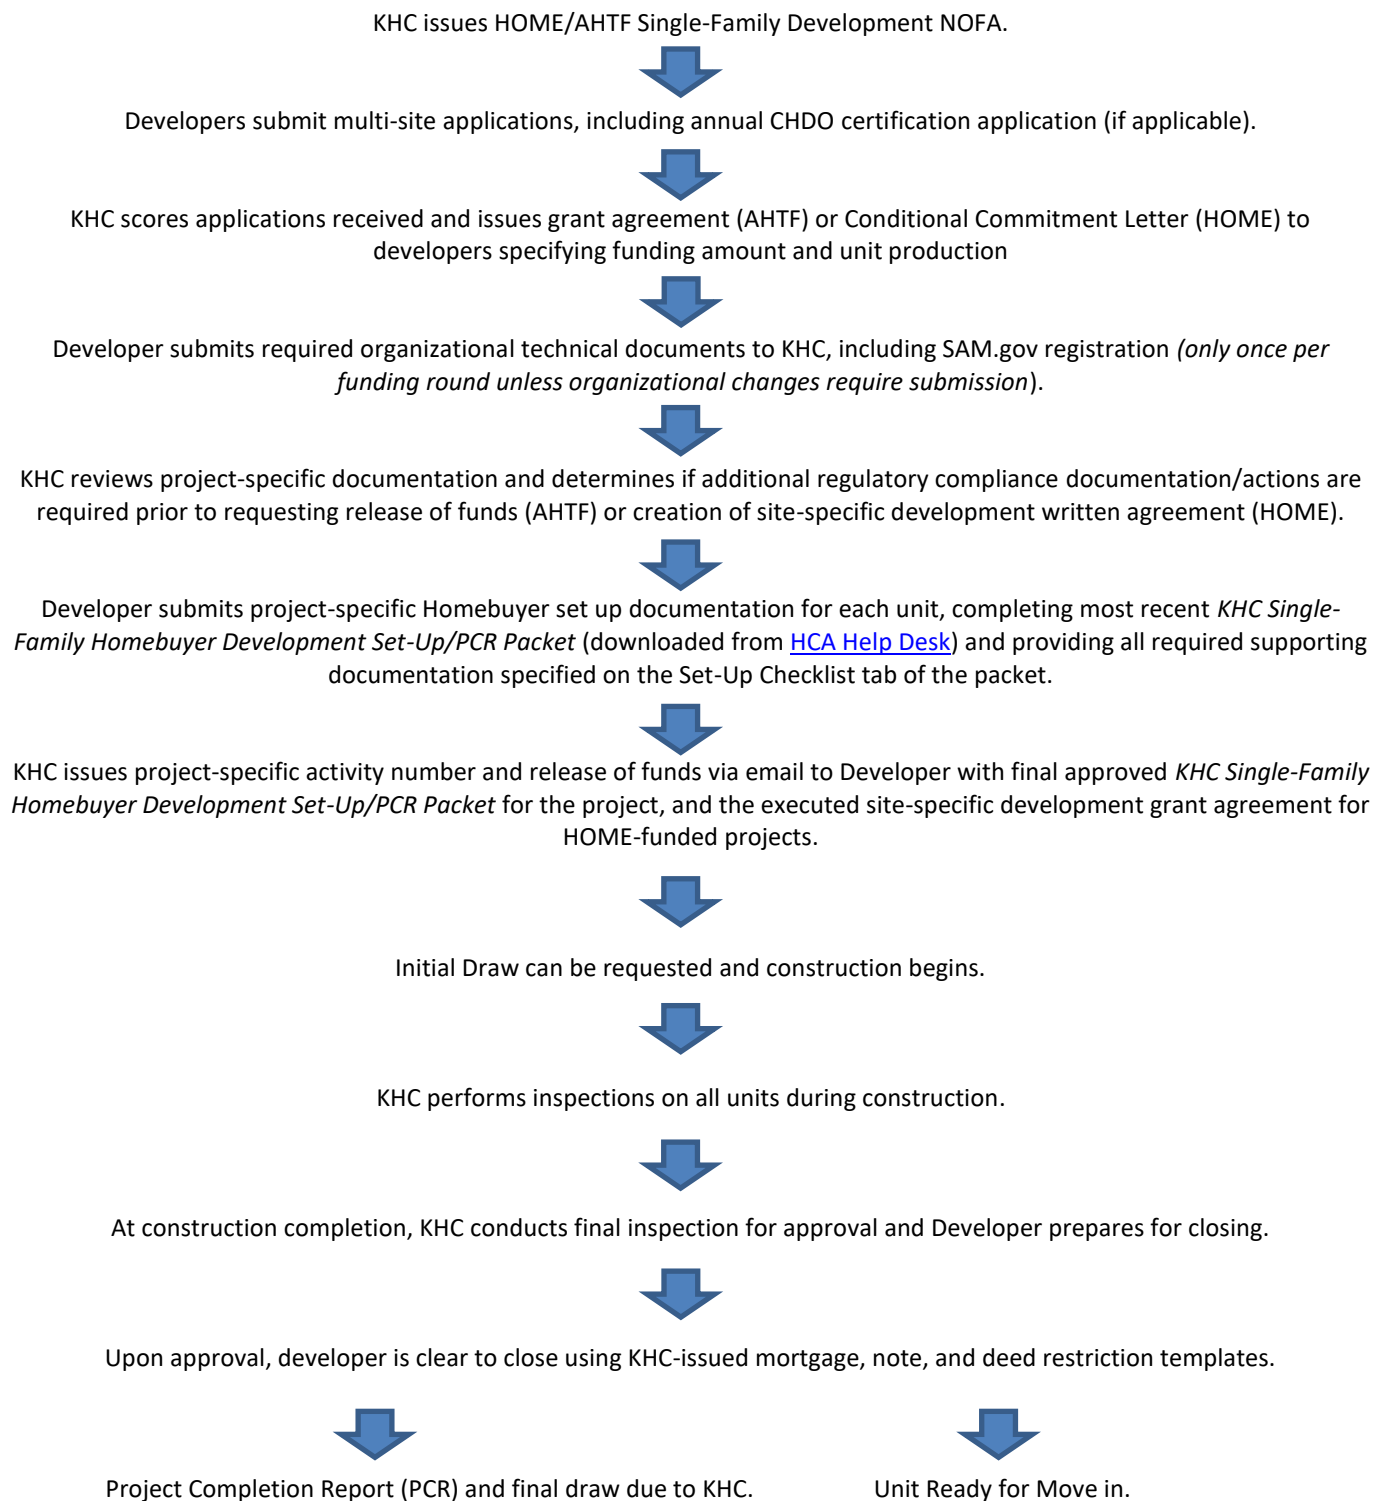 KHC issues HOME/AHTF Single-Family Development NOFA.
Developers submit multi-site applications, including annual CHDO certification application (if applicable).
KHC scores applications received and issues grant agreement (AHTF) or Conditional Commitment Letter (HOME) to
developers specifying funding amount and unit production
Developer submits required organizational technical documents to KHC, including SAM.gov registration (only once per
funding round unless organizational changes require submission).
KHC reviews project-specific documentation and determines if additional regulatory compliance documentation/actions are
required prior to requesting release of funds (AHTF) or creation of site-specific development written agreement (HOME).
Developer submits project-specific Homebuyer set up documentation for each unit, completing most recent KHC Single-
Family Homebuyer Development Set-Up/PCR Packet (downloaded from HCA Help Desk) and providing all required supporting
documentation specified on the Set-Up Checklist tab of the packet.
KHC issues project-specific activity number and release of funds via email to Developer with final approved KHC Single-Family
Homebuyer Development Set-Up/PCR Packet for the project, and the executed site-specific development grant agreement for
HOME-funded projects.
Initial Draw can be requested and construction begins.
KHC performs inspections on all units during construction.
At construction completion, KHC conducts final inspection for approval and Developer prepares for closing.
Upon approval, developer is clear to close using KHC-issued mortgage, note, and deed restriction templates.
Project Completion Report (PCR) and final draw due to KHC.
Unit Ready for Move in.